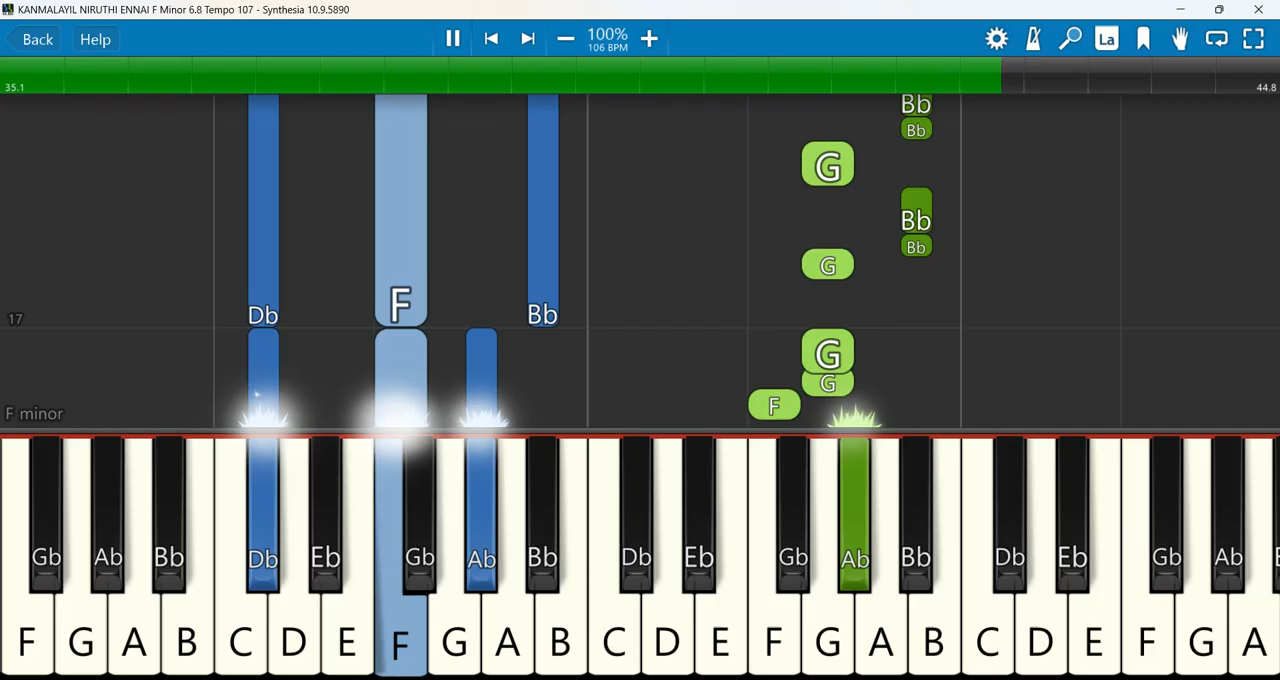 KANMALAYIL NIRUTHI ENNAI F Minor 6.8 Tempo 107 - Synthesia 10.9.5890
Back Help 100% La
106 BPM
35.1 44.8
Bb
Bb
G
Bb
Bb
G
Db F Bb
17
G
G
F
F minor
Gb Ab Bb Db Eb Gb Ab Bb Db Eb Gb Ab Bb Db Eb Gb Ab
F G A B C D E F G A B C D E F G A B C D E F G A